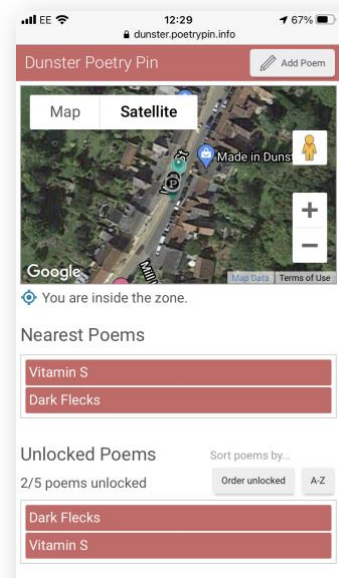 EE 12:29 67%
dunster.poetrypin.info
Dunster Poetry Pin Add Poem
Map Satellite
Made in Duns
P
+
−
Google Map Data Terms of Use
You are inside the zone.
Nearest Poems
Vitamin S
Dark Flecks
Unlocked Poems Sort poems by...
2/5 poems unlocked Order unlocked A-Z
Dark Flecks
Vitamin S